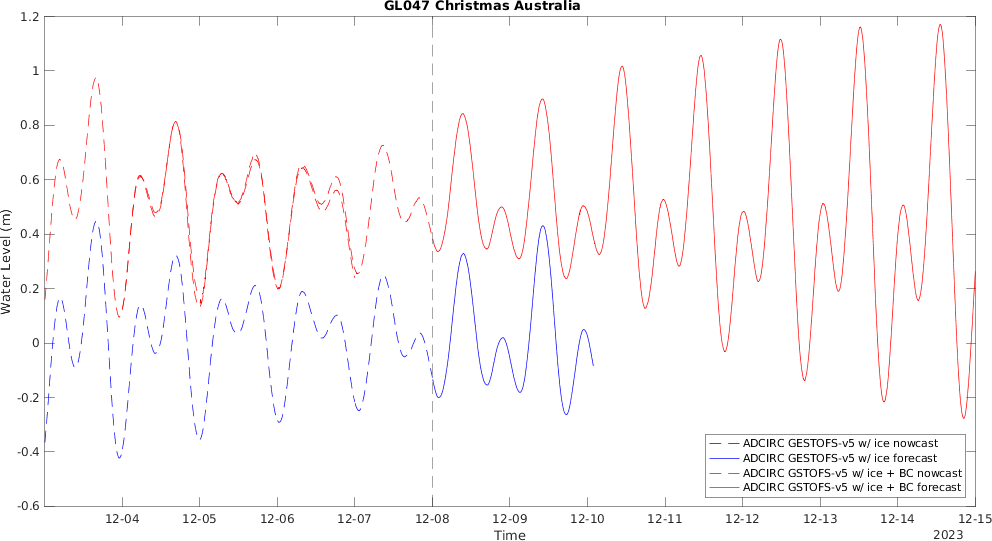 GL047 Christmas Australia
Water Level (m)
1.2
1
0.8
0.6
0.4
0.2
0
-0.2
-0.4
-0.6
12-04 12-05 12-06 12-07 12-08 12-09 12-10 12-11 12-12 12-13 12-14 12-15
Time
2023
ADCIRC GESTOFS-v5 w/ ice nowcast
ADCIRC GESTOFS-v5 w/ ice forecast
ADCIRC GSTOFS-v5 w/ ice + BC nowcast
ADCIRC GSTOFS-v5 w/ ice + BC forecast